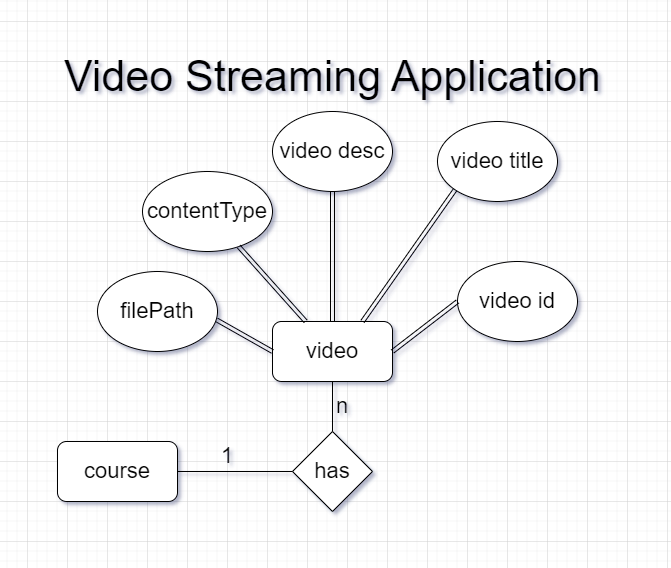 Video Streaming Application
video desc
video title
contentType
filePath
video id
video
n
1
course
has